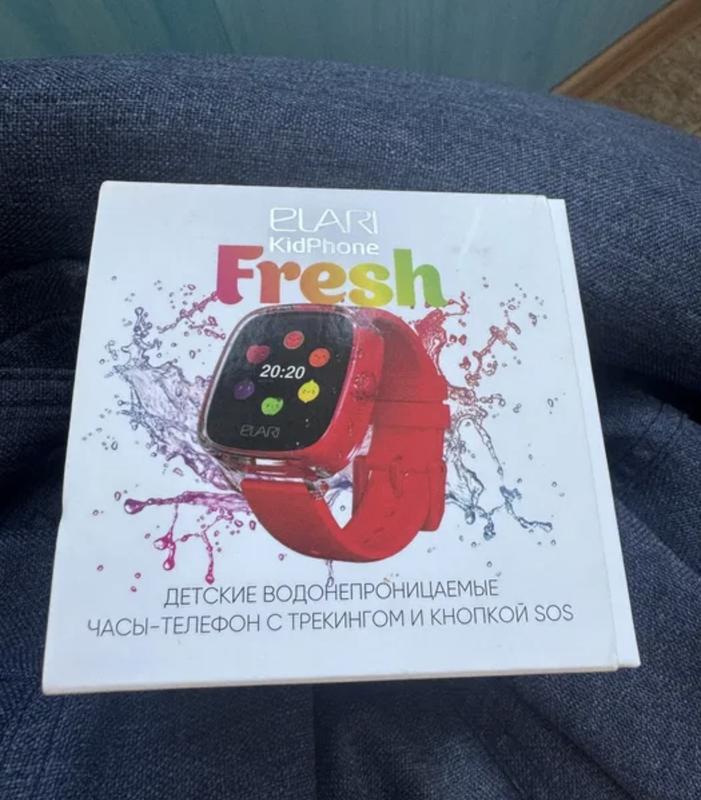 ELARI
KidPhone
Fresh
20:20
ELARI
ДЕТСКИЕ ВОДОНЕПРОНИЦАЕМЫЕ
ЧАСЫ-ТЕЛЕФОН С ТРЕКИНГОМ И КНОПКОЙ SOS